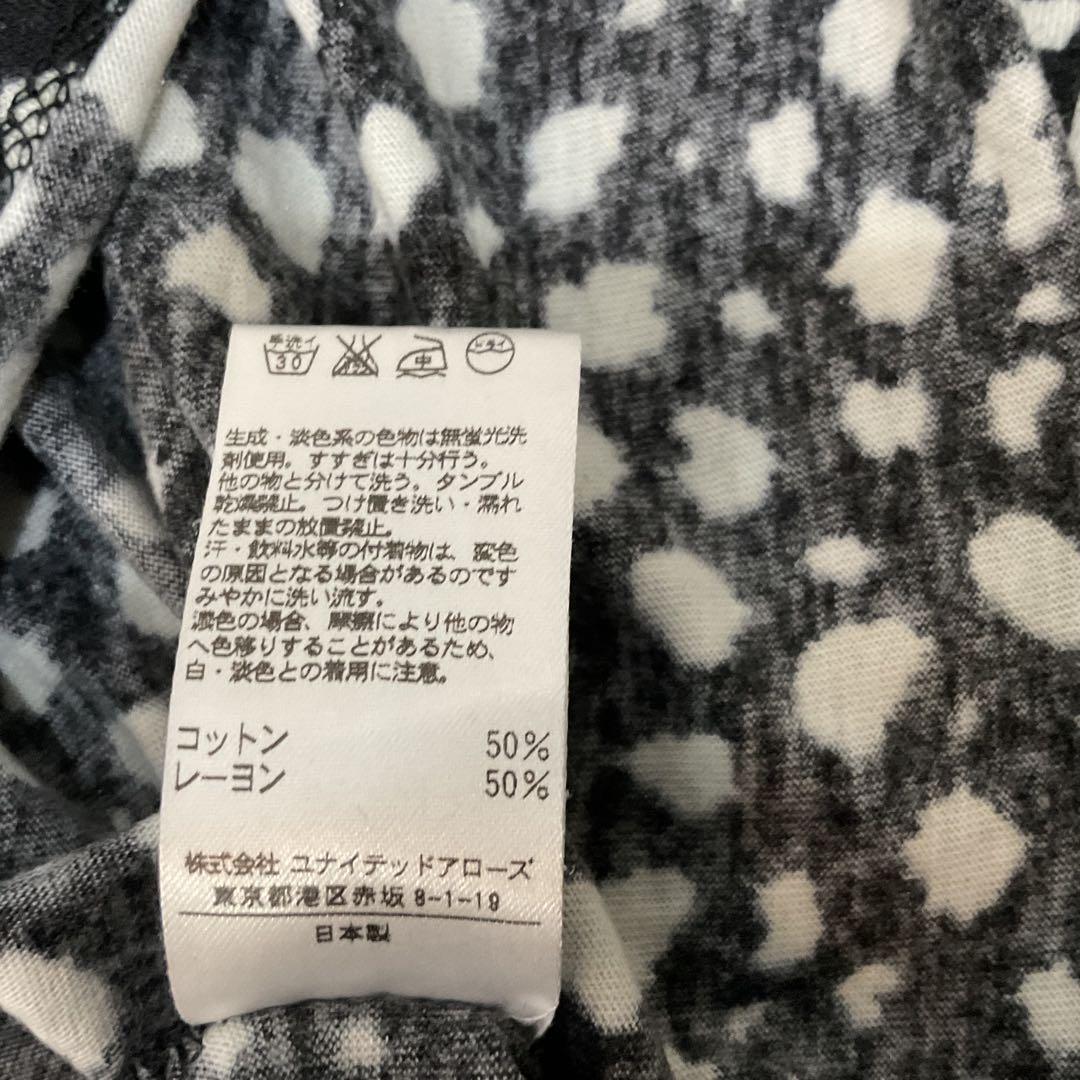 手洗イ ドライ
30 中
生成・淡色系の色物は無蛍光洗
剤使用。すすぎは十分行う。
他の物と分けて洗う。タンブル
乾燥禁止。つけ置き洗い・濡れ
たままの放置禁止。
汗・飲料水等の付着物は、変色
の原因となる場合があるのです
みやかに洗い流す。
濃色の場合、摩擦により他の物
へ色移りすることがあるため、
白・淡色との着用に注意。
コットン 50%
レーヨン 50%
株式会社 ユナイテッドアローズ
東京都港区赤坂 8-1-19
日本製